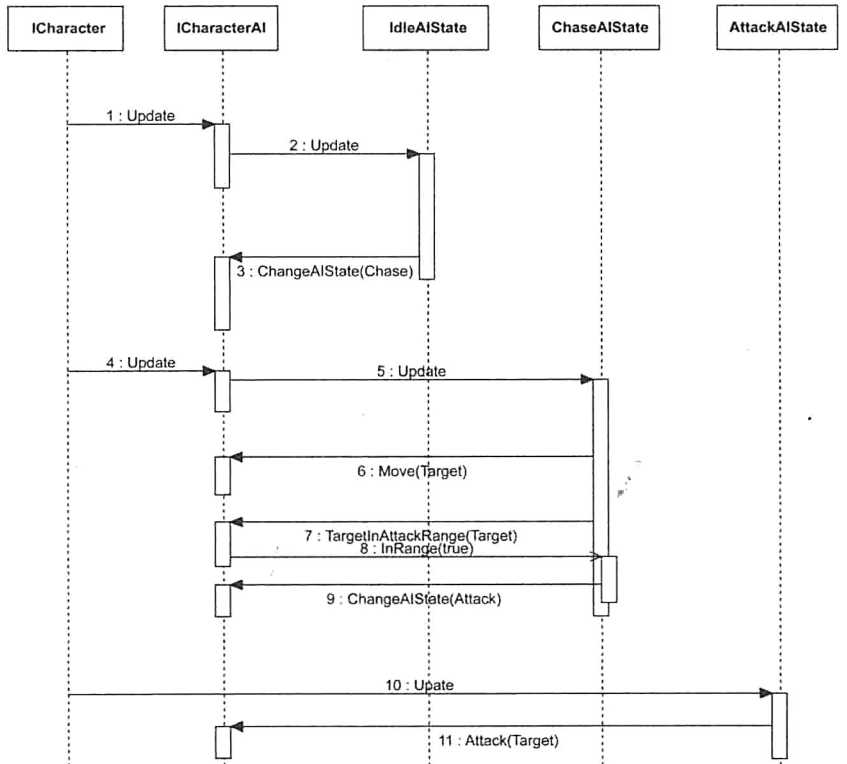 ICharacter
ICharacterAI
IdleAIState
ChaseAIState
AttackAIState
1 : Update
2 : Update
3 : ChangeAIState(Chase)
4 : Update
5 : Update
6 : Move(Target)
7 : TargetInAttackRange(Target)
8 : InRange(true)
9 : ChangeAIState(Attack)
10 : Upate
11 : Attack(Target)